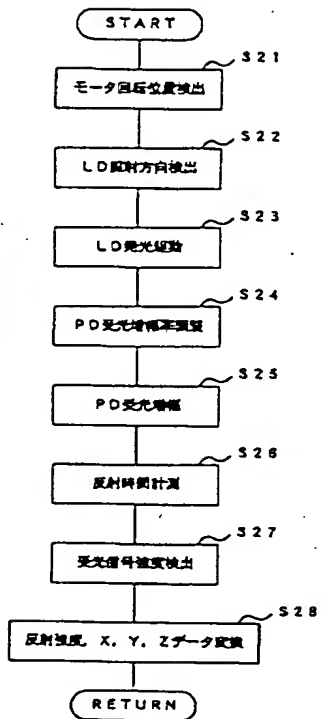 START
S21
モータ回転位置検出
S22
LD反射方向検出
S23
LD発光駆動
S24
PD受光増幅率調整
S25
PD受光増幅
S26
反射時間計測
S27
受光信号強度検出
S28
反射強度, X, Y, Zデータ変換
RETURN